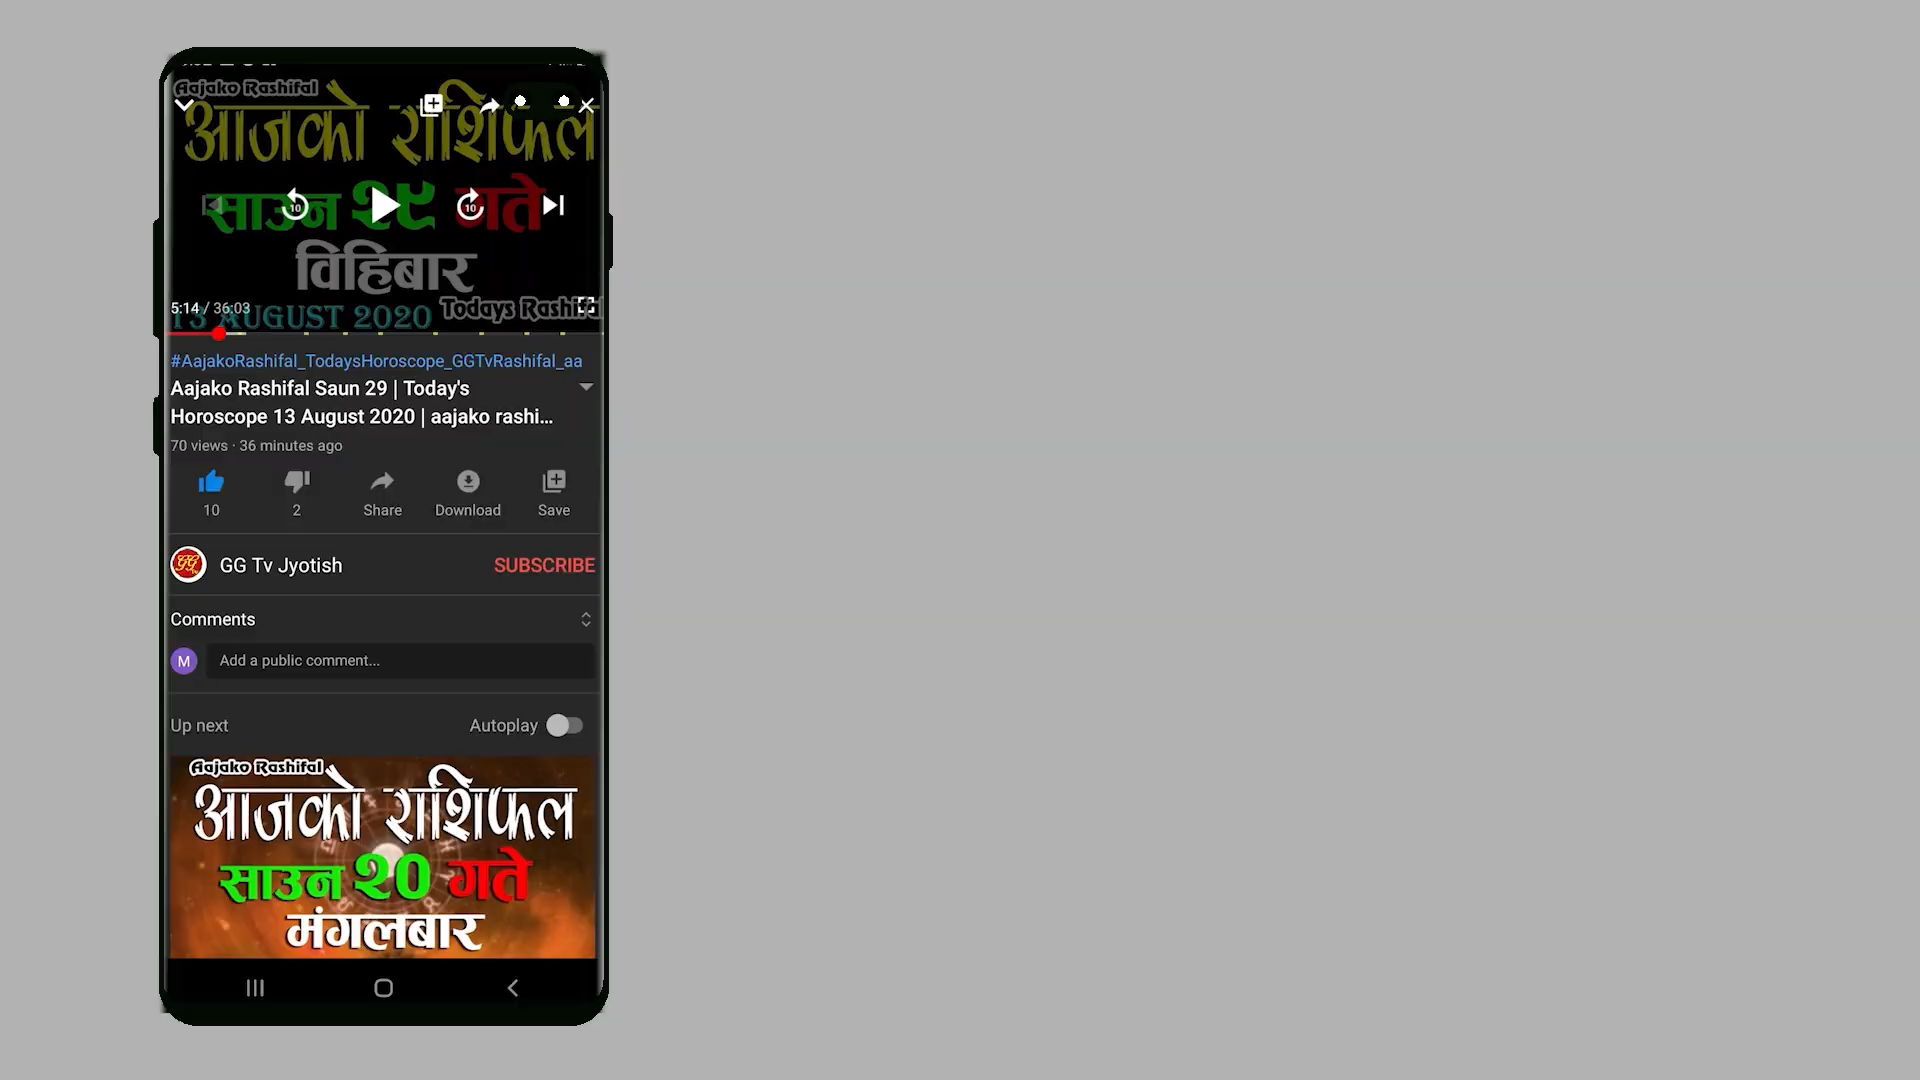 Aajako Rashifal
आजको राशिफल
साउन २९ गते
10
10
विहिबार
5:14 / 36:03
13 AUGUST 2020
Todays Rashifal
#AajakoRashifal_TodaysHoroscope_GGTvRashifal_aa
Aajako Rashifal Saun 29 | Today's
Horoscope 13 August 2020 | aajako rashi...
70 views · 36 minutes ago
10
2
Share
Download
Save
GG Tv Jyotish
SUBSCRIBE
Comments
M
Add a public comment...
Up next
Autoplay
Aajako Rashifal
आजको राशिफल
साउन २० गते
मंगलबार